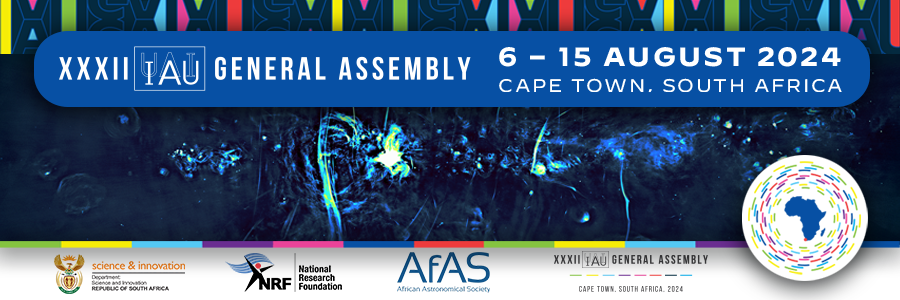 XXXII IAU GENERAL ASSEMBLY
6 – 15 AUGUST 2024
CAPE TOWN. SOUTH AFRICA
science & innovation
Department:
Science and Innovation
REPUBLIC OF SOUTH AFRICA
NRF
National
Research
Foundation
AfAS
African Astronomical Society
XXXII IAU GENERAL ASSEMBLY
CAPE TOWN. SOUTH AFRICA. 2024